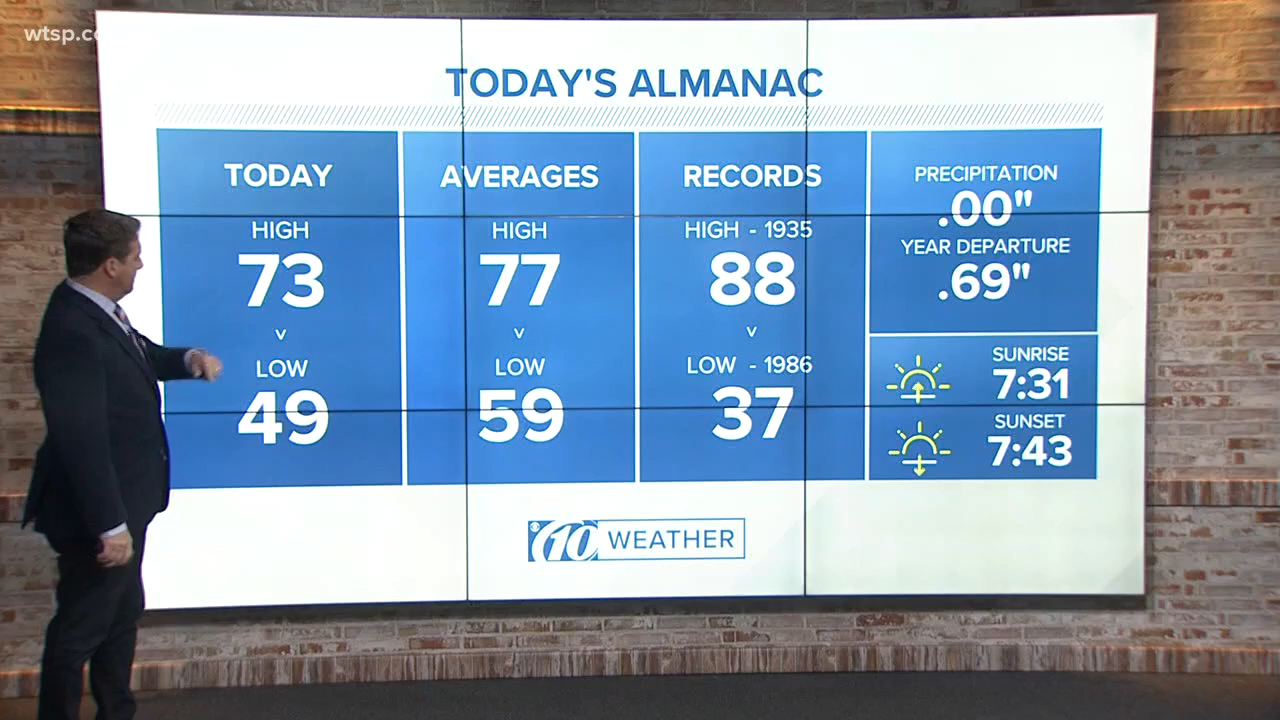 wtsp.co
TODAY'S ALMANAC
TODAY
HIGH
73
v
LOW
49
AVERAGES
HIGH
77
v
LOW
59
RECORDS
HIGH - 1935
88
v
LOW - 1986
37
PRECIPITATION
.00"
YEAR DEPARTURE
.69"
SUNRISE
7:31
SUNSET
7:43
10 WEATHER